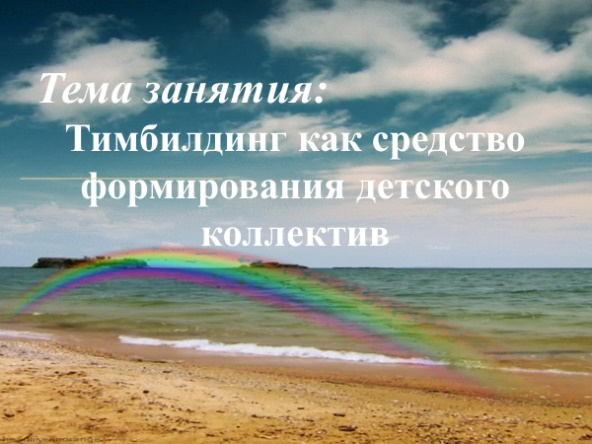 Тема занятия:
Тимбилдинг как средство
формирования детского
коллектив